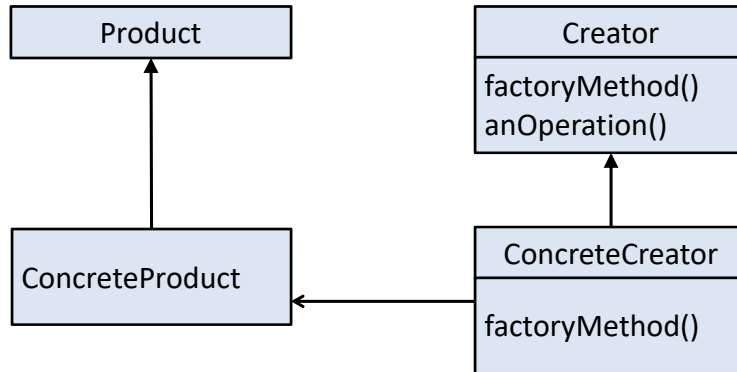 Product
Creator
factoryMethod()
anOperation()
ConcreteProduct
ConcreteCreator
factoryMethod()